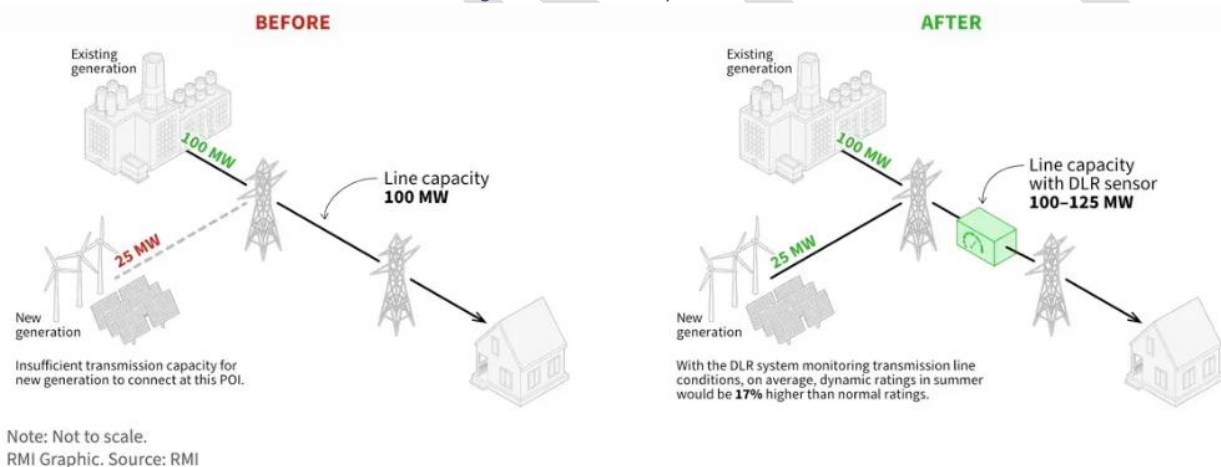 BEFORE
Existing
generation
100 MW
Line capacity
100 MW
25 MW
New
generation
Insufficient transmission capacity for
new generation to connect at this POI.
AFTER
Existing
generation
100 MW
Line capacity
with DLR sensor
100–125 MW
25 MW
New
generation
With the DLR system monitoring transmission line
conditions, on average, dynamic ratings in summer
would be 17% higher than normal ratings.
Note: Not to scale.
RMI Graphic. Source: RMI